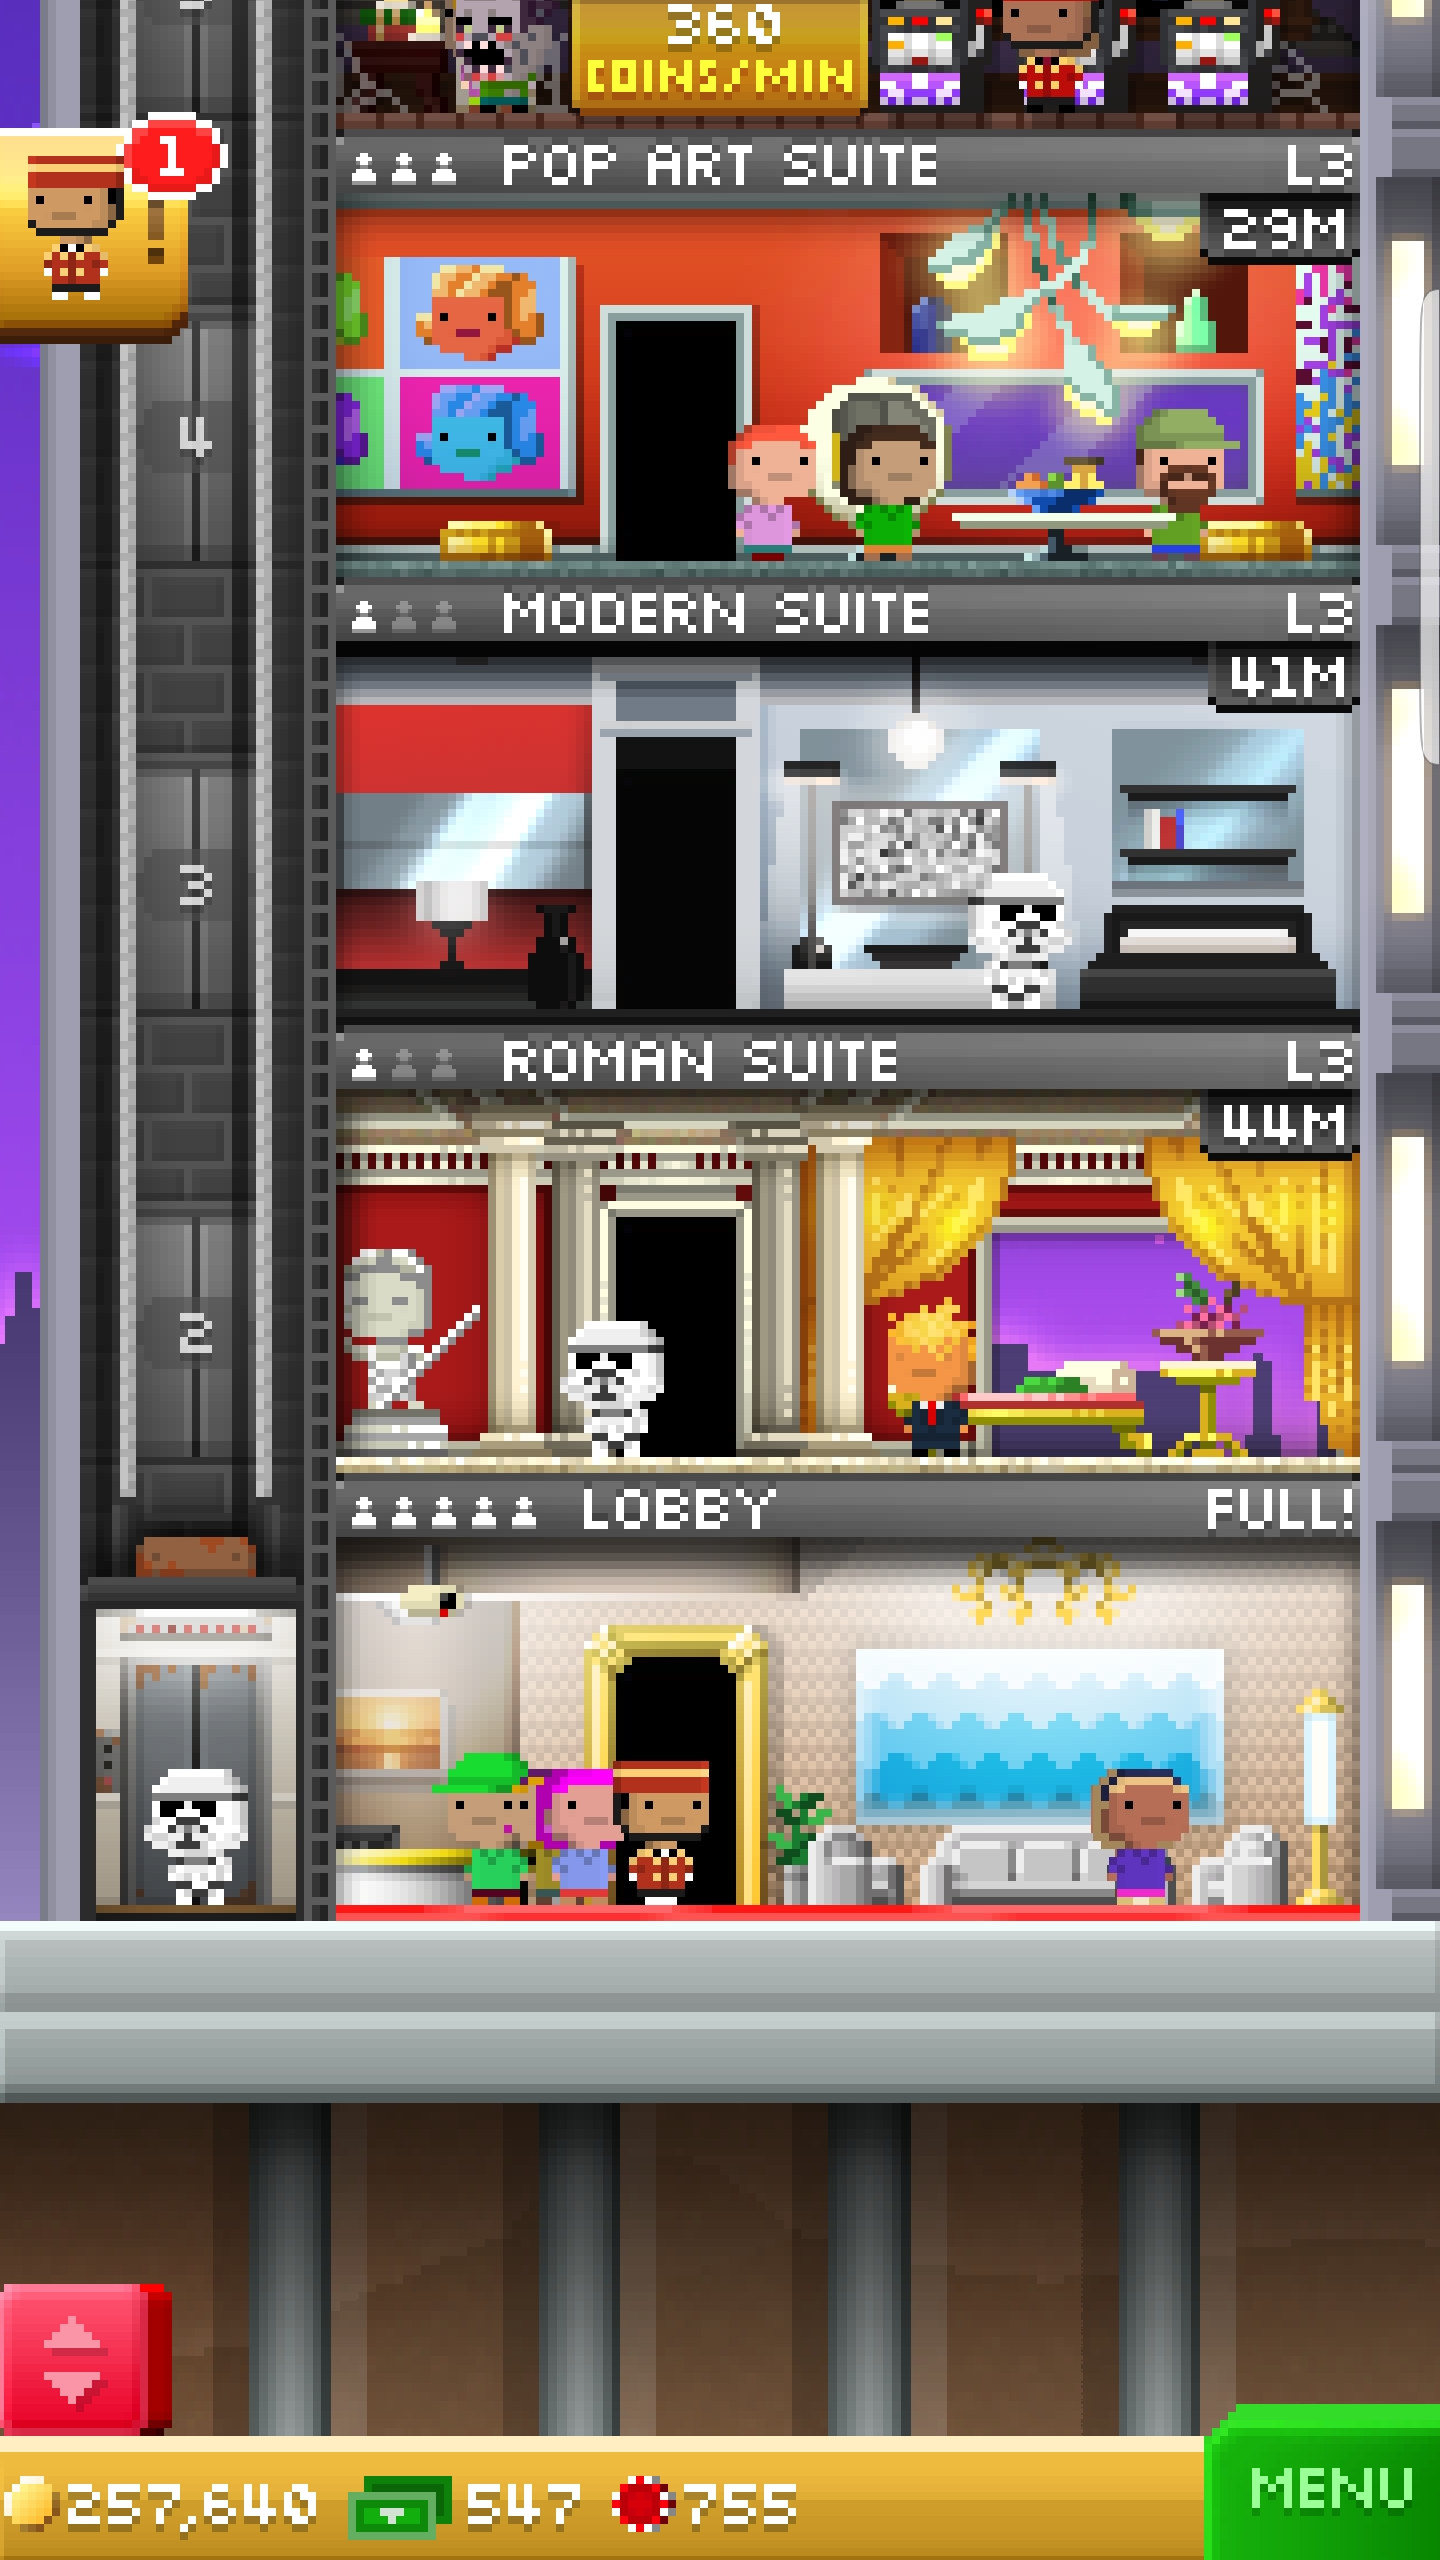 360
COINS/MIN
1
POP ART SUITE L3
29M
4
MODERN SUITE L3
41M
3
ROMAN SUITE L3
44M
2
LOBBY FULL!
257,640 547 755
MENU